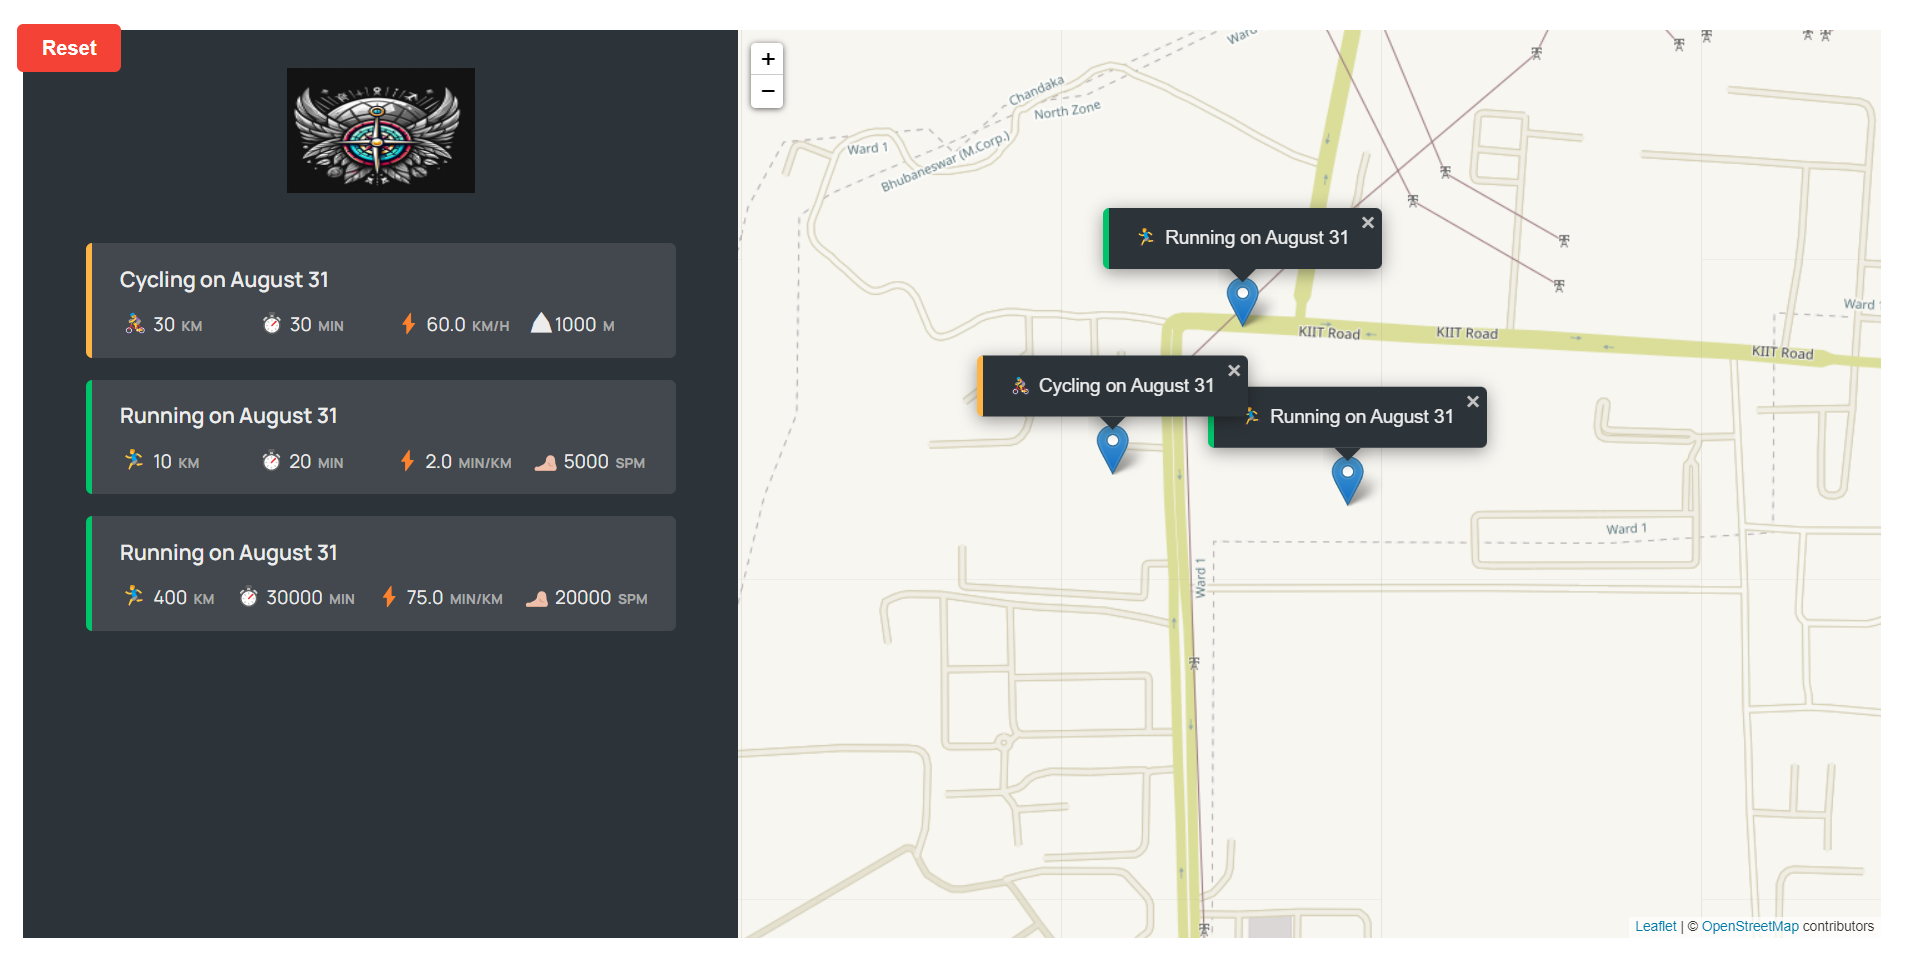 Reset
Cycling on August 31
30 KM 30 MIN 60.0 KM/H 1000 M
Running on August 31
10 KM 20 MIN 2.0 MIN/KM 5000 SPM
Running on August 31
400 KM 30000 MIN 75.0 MIN/KM 20000 SPM
+
−
Ward
Chandaka
North Zone
Ward 1
Bhubaneswar (M.Corp.)
Running on August 31 ×
Ward 1
KIIT Road
KIIT Road
KIIT Road
Cycling on August 31 ×
Running on August 31 ×
Ward 1
Ward 1
Leaflet | © OpenStreetMap contributors